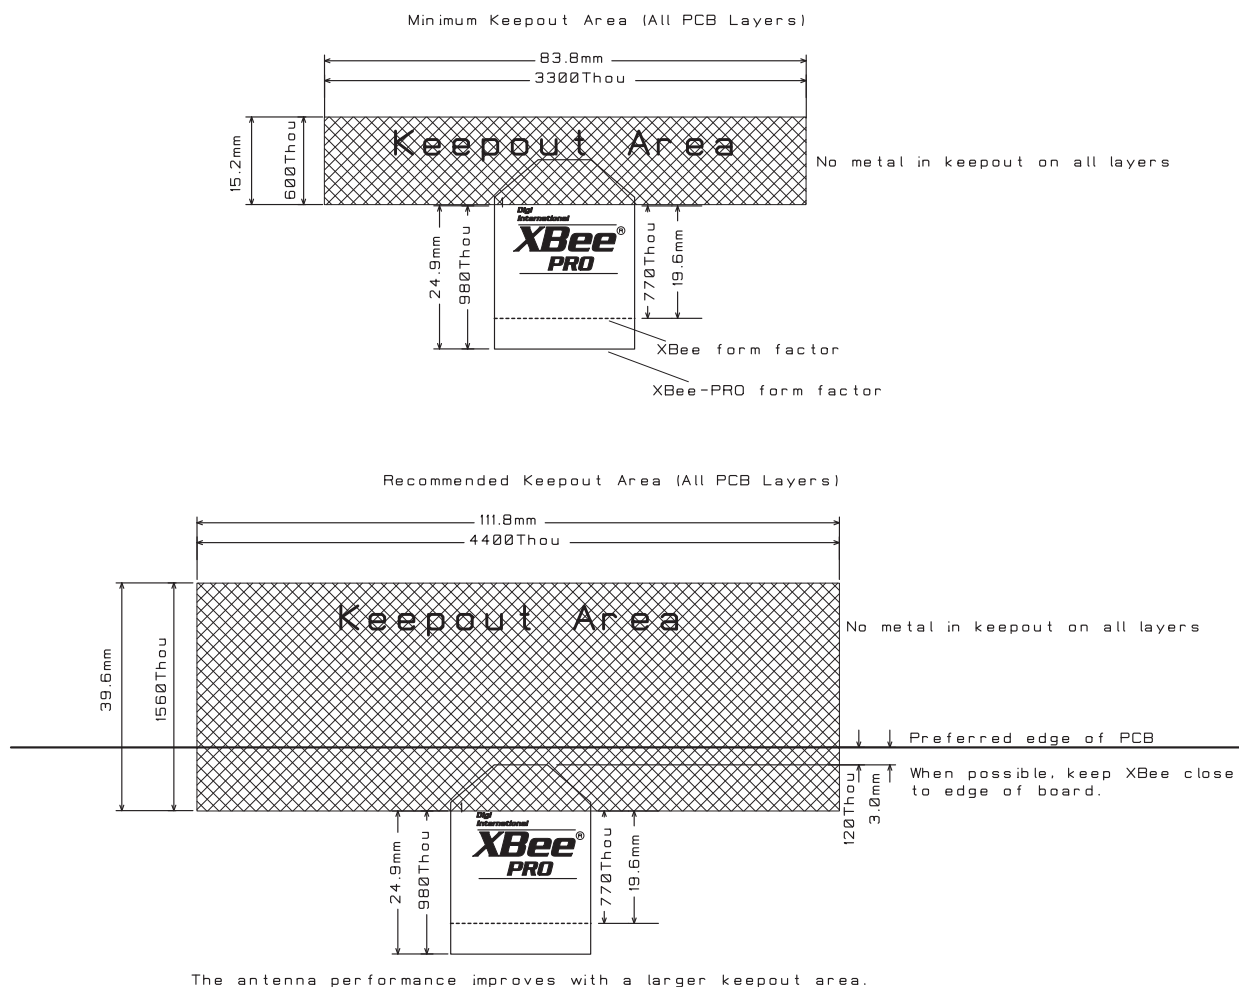 Minimum Keepout Area (All PCB Layers)
83.8mm
3300Thou
Keepout Area
15.2mm
600Thou
No metal in keepout on all layers
Digi
International
XBee®
PRO
24.9mm
980Thou
770Thou
19.6mm
XBee form factor
XBee-PRO form factor
Recommended Keepout Area (All PCB Layers)
111.8mm
4400Thou
Keepout Area
No metal in keepout on all layers
39.6mm
1560Thou
Preferred edge of PCB
When possible, keep XBee close
to edge of board.
120Thou
3.0mm
Digi
International
XBee®
PRO
24.9mm
980Thou
770Thou
19.6mm
The antenna performance improves with a larger keepout area.